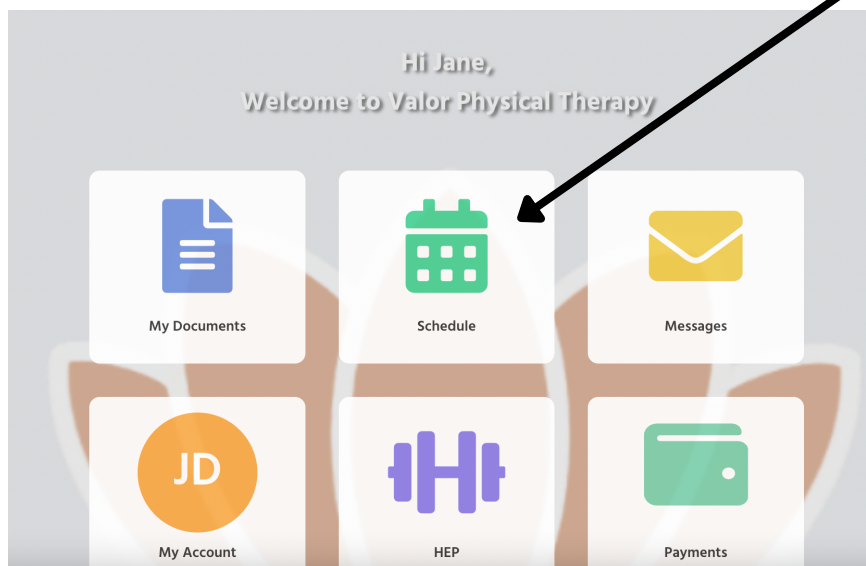 Hi Jane,
Welcome to Valor Physical Therapy
My Documents
Schedule
Messages
JD
My Account
HEP
Payments